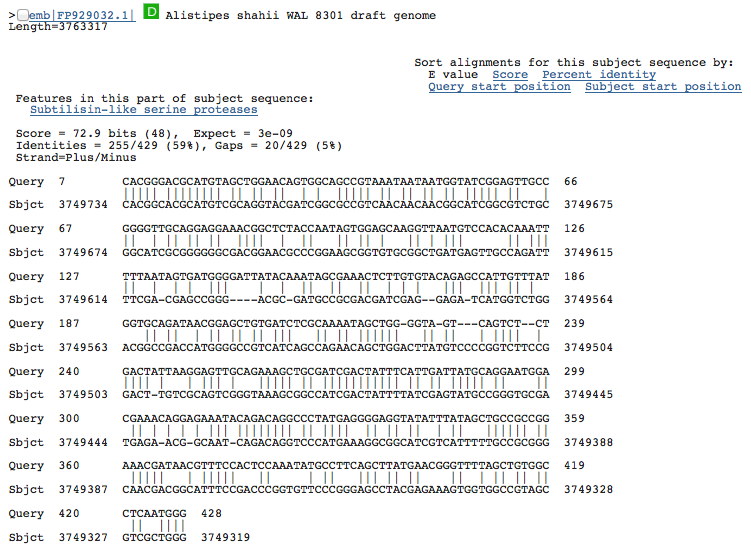 >emb|FP929032.1| D Alistipes shahii WAL 8301 draft genome
Length=3763317
Sort alignments for this subject sequence by:
E value Score Percent identity
Query start position Subject start position
Features in this part of subject sequence:
Subtilisin-like serine proteases
Score = 72.9 bits (48), Expect = 3e-09
Identities = 255/429 (59%), Gaps = 20/429 (5%)
Strand=Plus/Minus
Query 7 CACGGGACGCATGTAGCTGGAACAGTGGCAGCCGTAAATAATAATGGTATCGGAGTTGCC 66
Sbjct 3749734 CACGGCACGCATGTCGCAGGTACGATCGGCGCCGTCAACAACAACGGCATCGGCGTCTGC 3749675
Query 67 GGGGTTGCAGGAGGAAACGGCTCTACCAATAGTGGAGCAAGGTTAATGTCCACACAAATT 126
Sbjct 3749674 GGCATCGCGGGGGGCGACGGAACGCCCGGAAGCGGTGTGCGGCTGATGAGTTGCCAGATT 3749615
Query 127 TTTAATAGTGATGGGGATTATACAAATAGCGAAACTCTTGTGTACAGAGCCATTGTTTAT 186
Sbjct 3749614 TTCGA-CGAGCCGGG----ACGC-GATGCCGCGACGATCGAG--GAGA-TCATGGTCTGG 3749564
Query 187 GGTGCAGATAACGGAGCTGTGATCTCGCAAAATAGCTGG-GGTA-GT---CAGTCT--CT 239
Sbjct 3749563 ACGGCCGACCATGGGGCCGTCATCAGCCAGAACAGCTGGACTTATGTCCCCGGTCTTCCG 3749504
Query 240 GACTATTAAGGAGTTGCAGAAAGCTGCGATCGACTATTTCATTGATTATGCAGGAATGGA 299
Sbjct 3749503 GACT-TGTCGCAGTCGGGTAAAGCGGCCATCGACTATTTTATCGAGTATGCCGGGTGCGA 3749445
Query 300 CGAAACAGGAGAAATACAGACAGGCCCTATGAGGGGAGGTATATTTATAGCTGCCGCCGG 359
Sbjct 3749444 TGAGA-ACG-GCAAT-CAGACAGGTCCCATGAAAGGCGGCATCGTCATTTTTGCCGCGGG 3749388
Query 360 AAACGATAACGTTTCCACTCCAAATATGCCTTCAGCTTATGAACGGGTTTTAGCTGTGGC 419
Sbjct 3749387 CAACGACGGCATTTCCGACCCGGTGTTCCCGGGAGCCTACGAGAAAGTGGTGGCCGTAGC 3749328
Query 420 CTCAATGGG 428
Sbjct 3749327 GTCGCTGGG 3749319